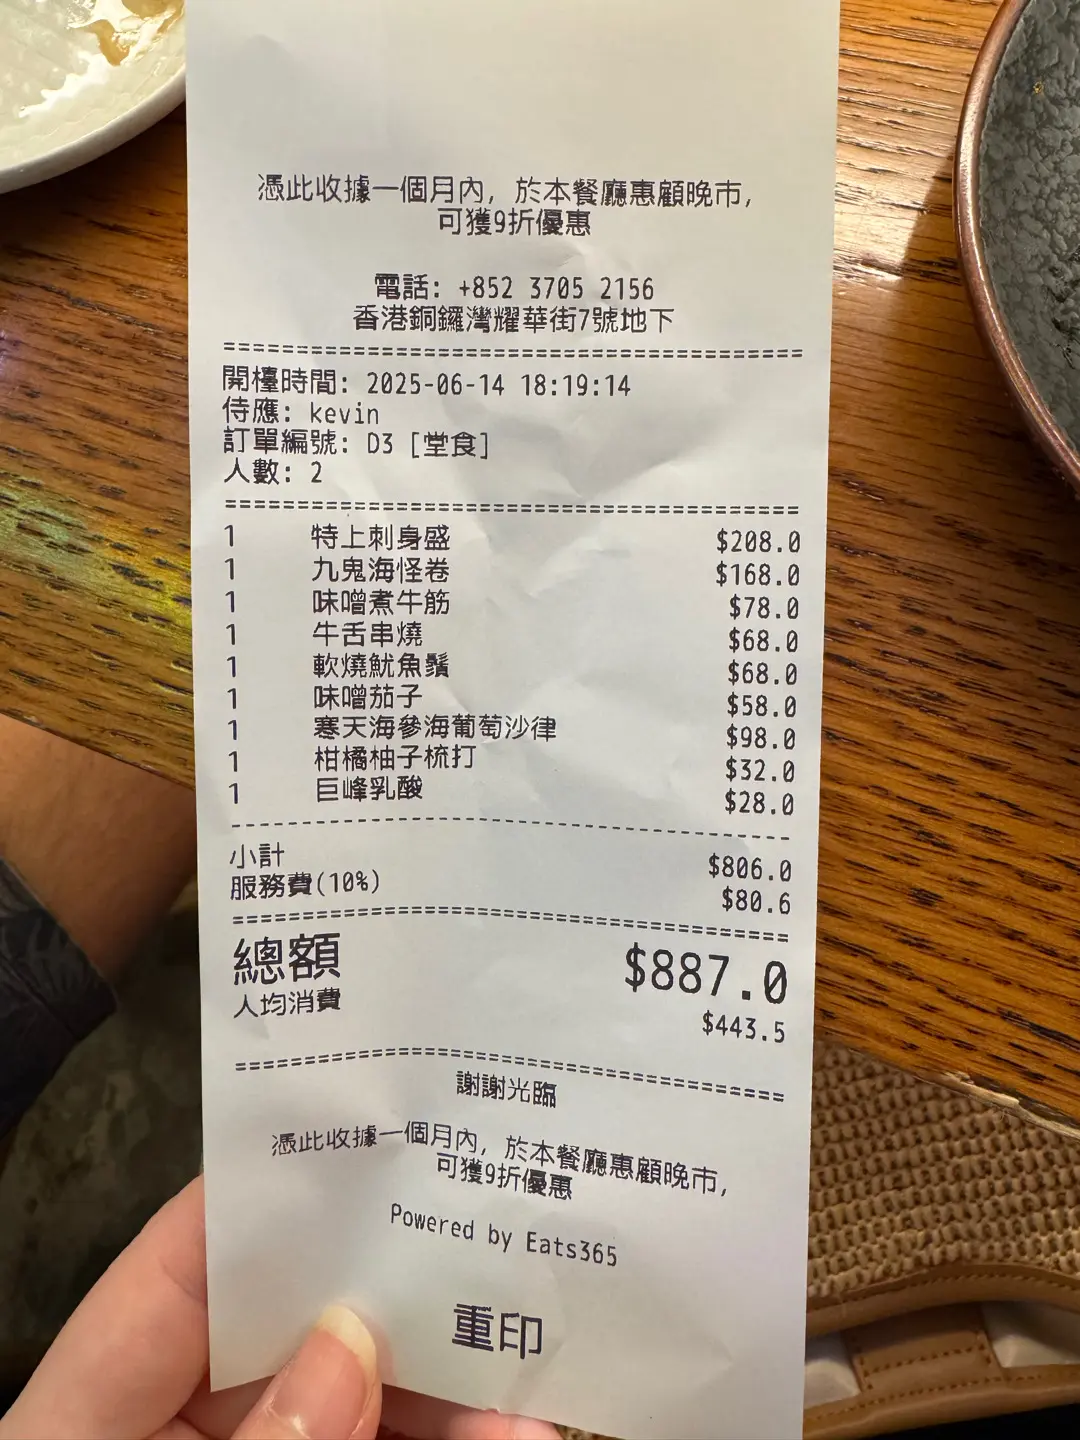 憑此收據一個月內, 於本餐廳惠顧晚市,
可獲9折優惠
電話: +852 3705 2156
香港銅鑼灣耀華街7號地下
================================================
開檯時間: 2025-06-14 18:19:14
侍應: kevin
訂單編號: D3 [堂食]
人數: 2
================================================
1 特上刺身盛 $208.0
1 九鬼海怪卷 $168.0
1 味噌煮牛筋 $78.0
1 牛舌串燒 $68.0
1 軟燒魷魚鬚 $68.0
1 味噌茄子 $58.0
1 寒天海參海葡萄沙律 $98.0
1 柑橘柚子梳打 $32.0
1 巨峰乳酸 $28.0
------------------------------------------------
小計 $806.0
服務費(10%) $80.6
================================================
總額 $887.0
人均消費 $443.5
================================================
謝謝光臨
憑此收據一個月內, 於本餐廳惠顧晚市,
可獲9折優惠
Powered by Eats365
重印